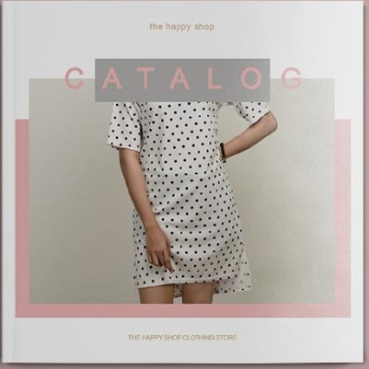 the happy shop.
CATALOG
THE HAPPY SHOP CLOTHING STORE